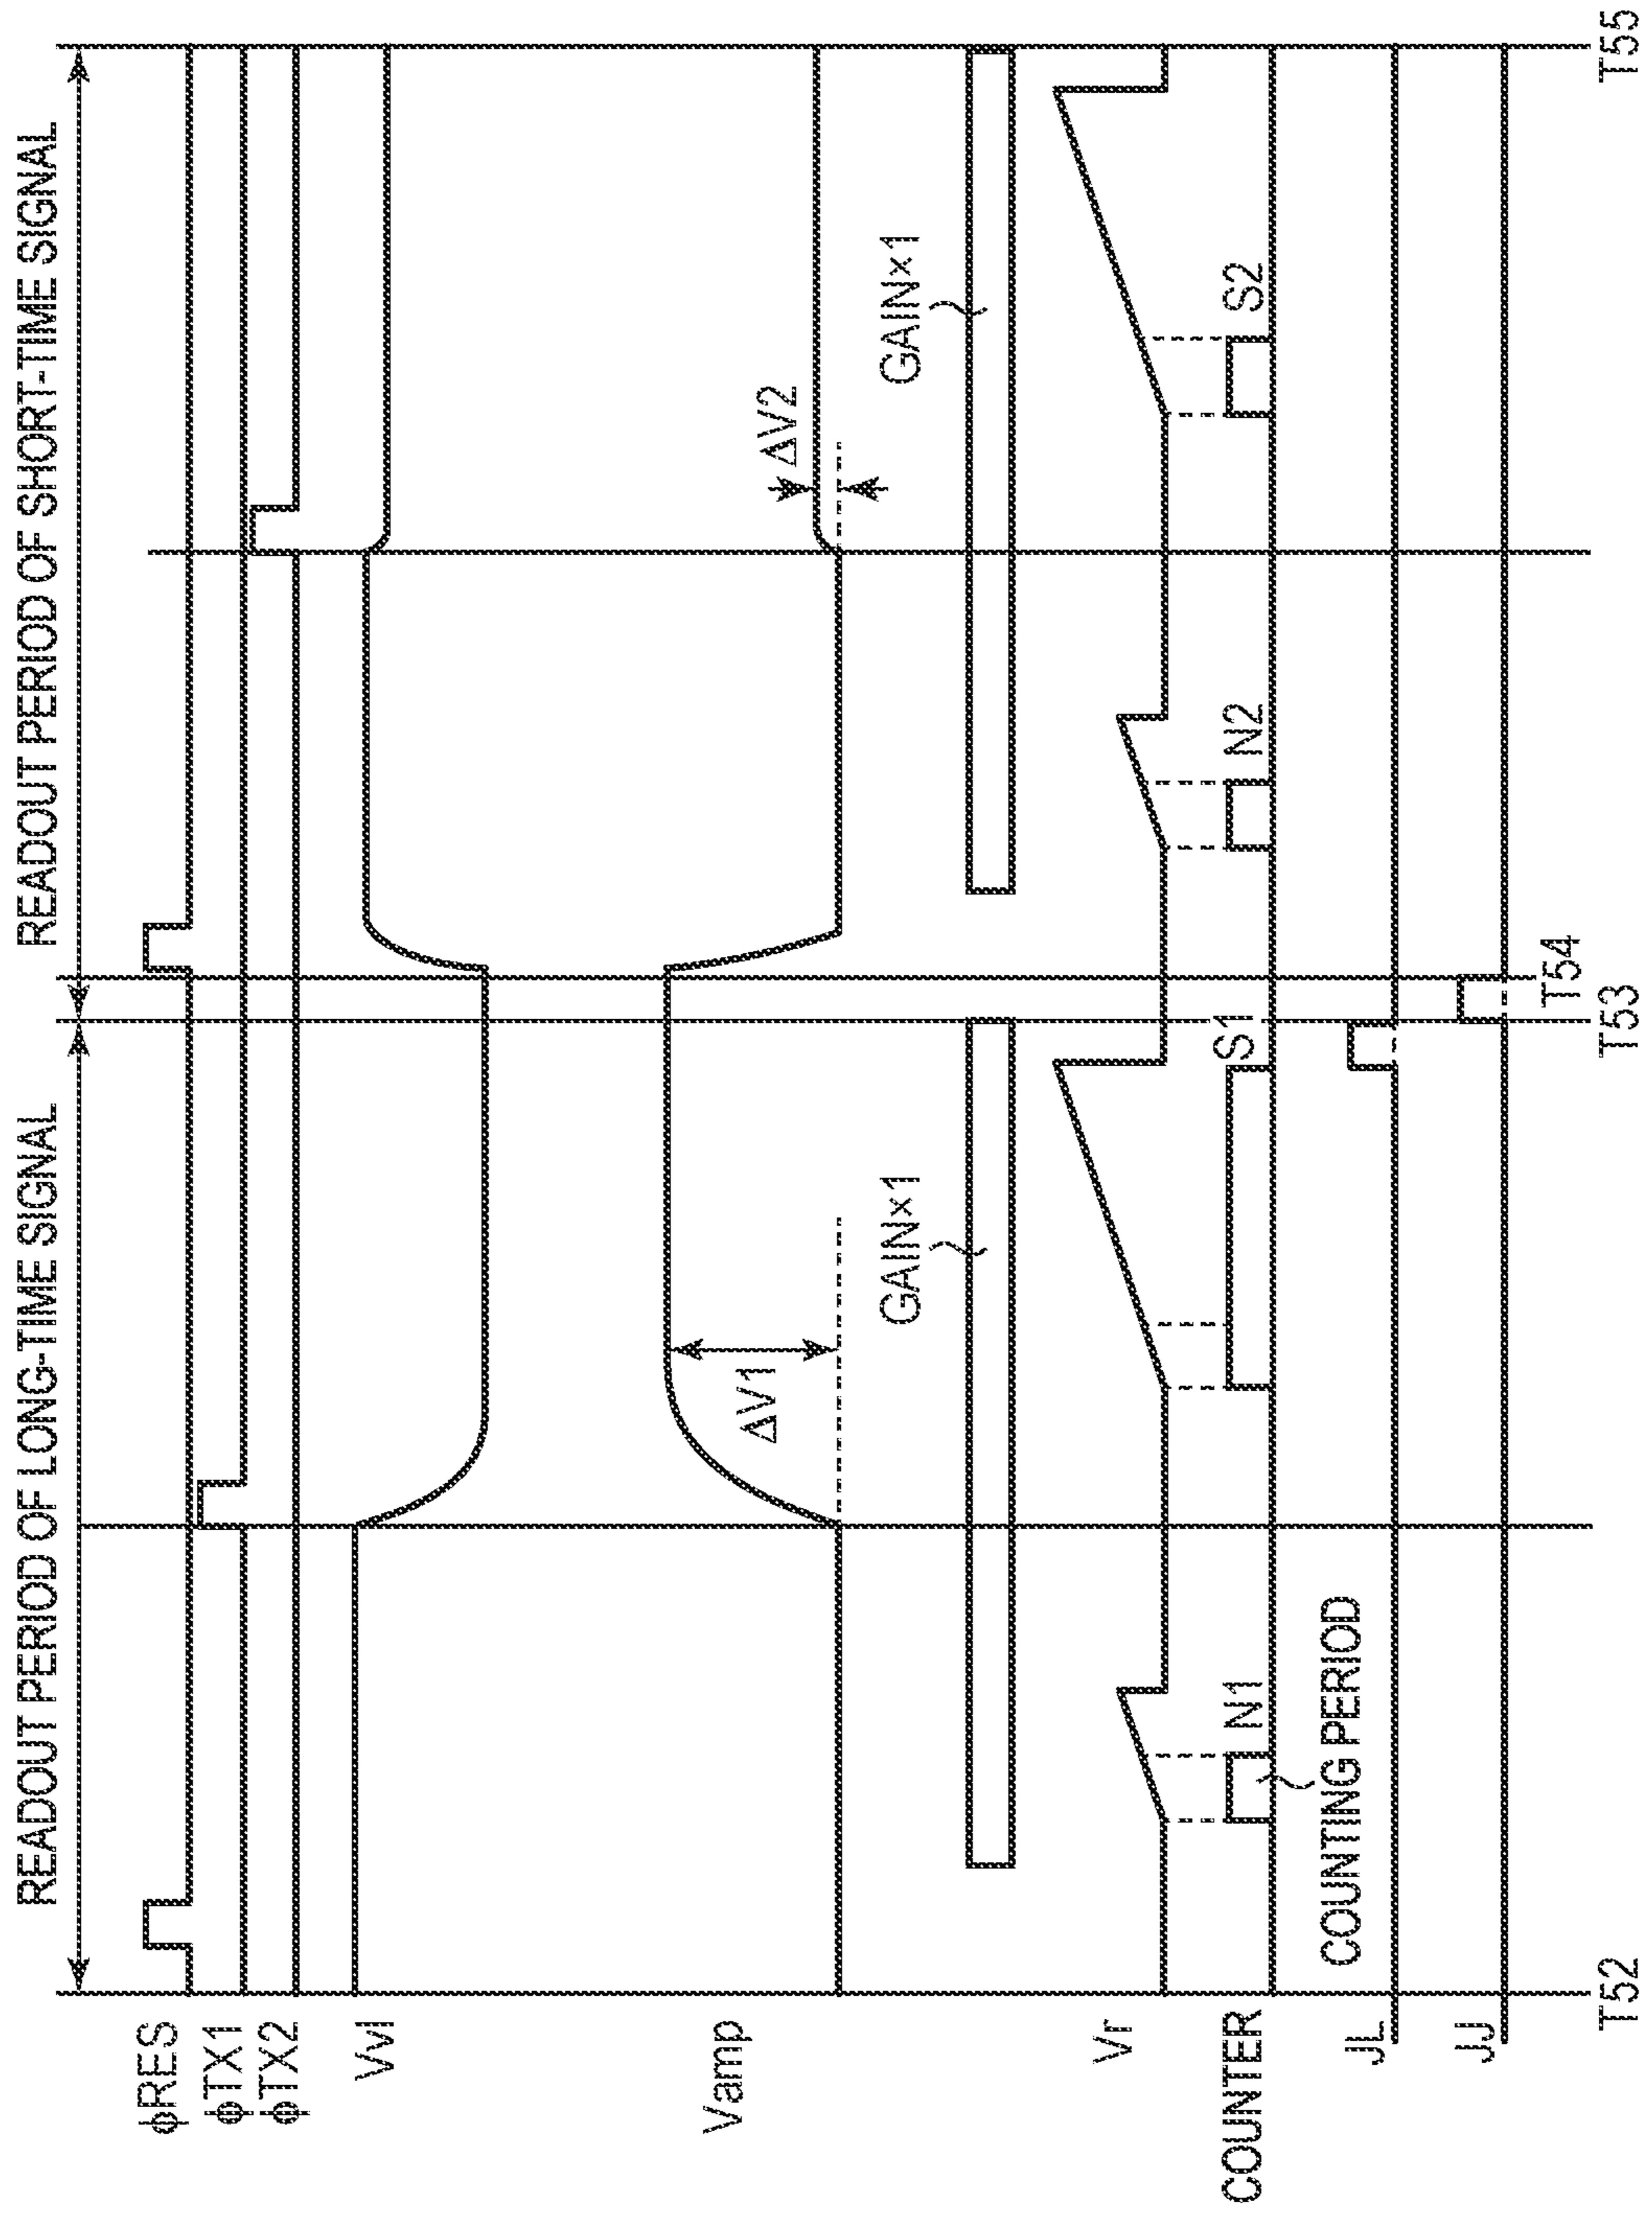 READOUT PERIOD OF LONG-TIME SIGNAL
READOUT PERIOD OF SHORT-TIME SIGNAL
ϕRES
ϕTX1
ϕTX2
Vvl
Vamp
ΔV1
ΔV2
GAIN×1
GAIN×1
Vr
COUNTER
N1
S1
N2
S2
COUNTING PERIOD
JL
JJ
T54
T52
T53
T55